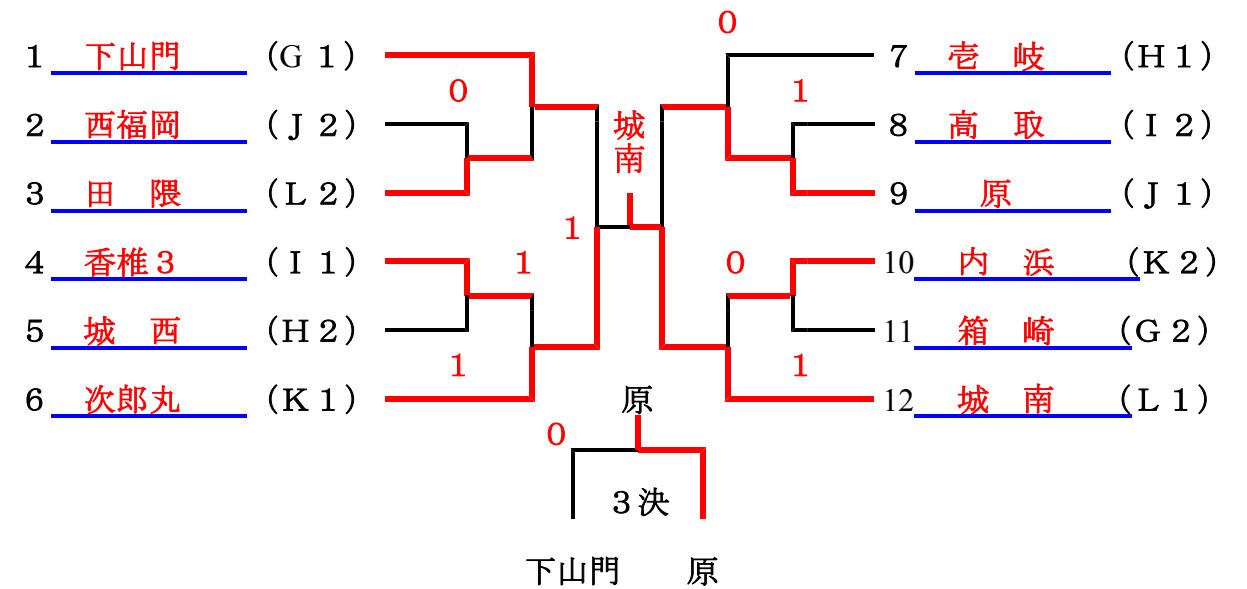 1 下山門 (G1)
2 西福岡 (J2)
3 田 隈 (L2)
4 香椎3 (I1)
5 城 西 (H2)
6 次郎丸 (K1)
0
1
1
1
城南
0
1
0
1
7 壱 岐 (H1)
8 高 取 (I2)
9 原 (J1)
10 内 浜 (K2)
11 箱 崎 (G2)
12 城 南 (L1)
原
0
3決
下山門 原